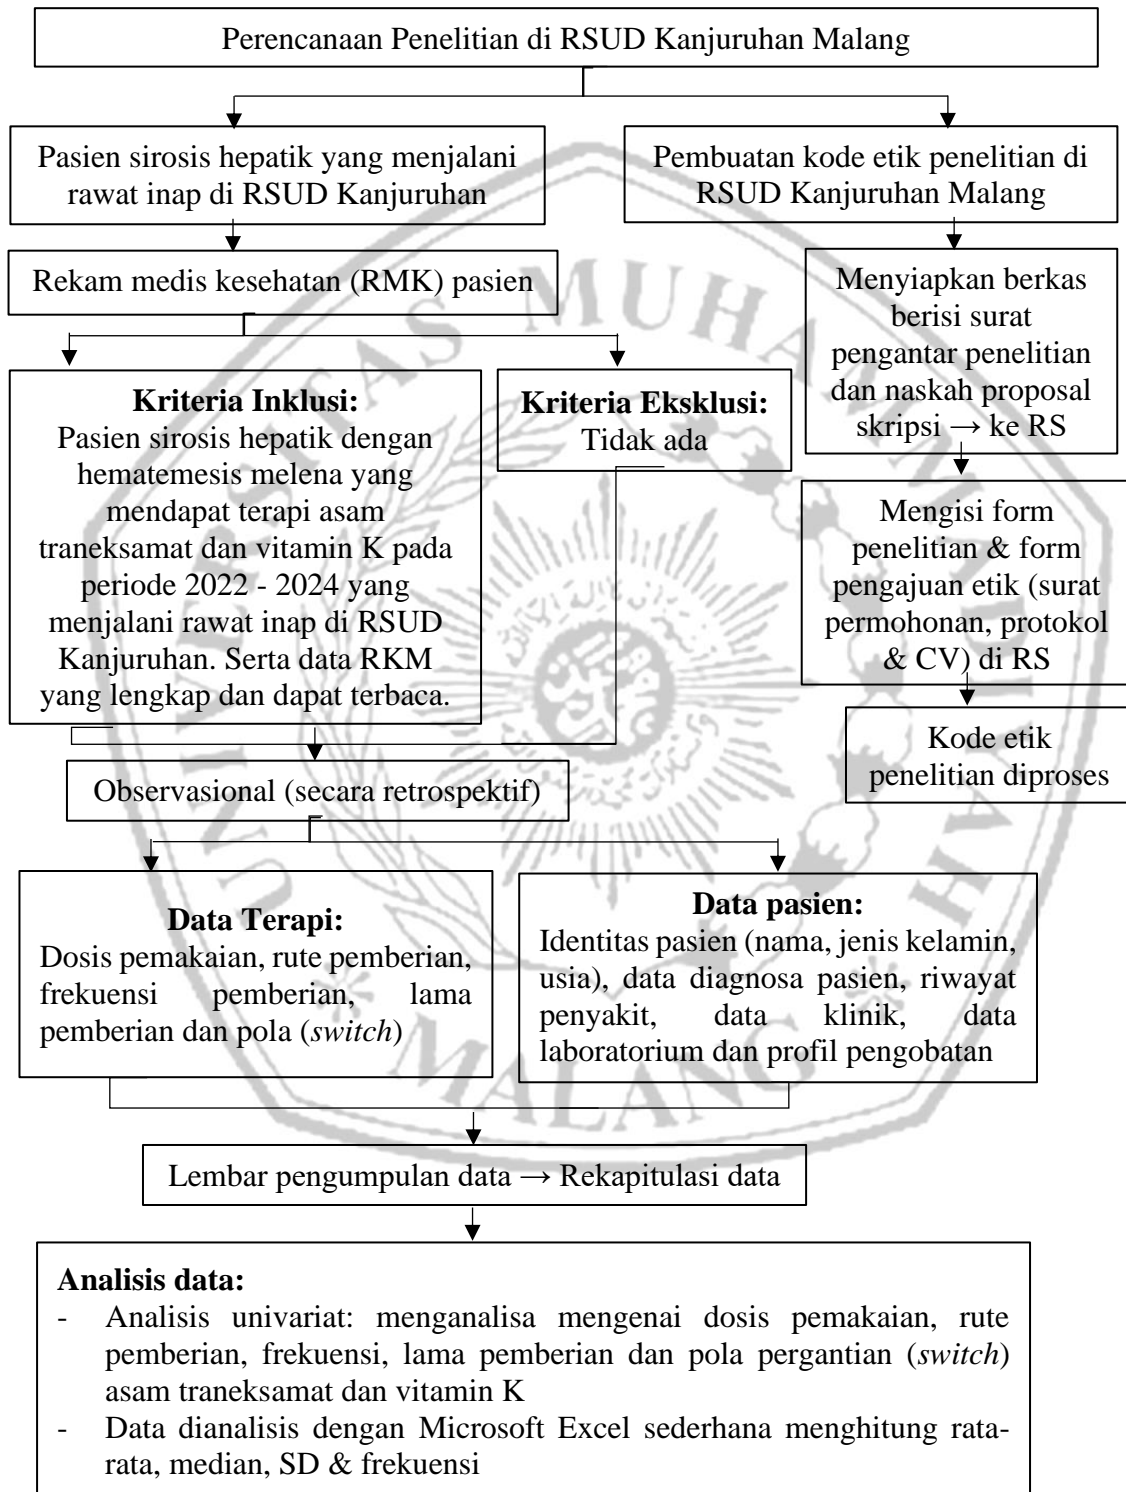 Perencanaan Penelitian di RSUD Kanjuruhan Malang
Pasien sirosis hepatik yang menjalani
rawat inap di RSUD Kanjuruhan
Pembuatan kode etik penelitian di
RSUD Kanjuruhan Malang
Rekam medis kesehatan (RMK) pasien
Menyiapkan berkas
berisi surat
pengantar penelitian
dan naskah proposal
skripsi → ke RS
Kriteria Inklusi:
Pasien sirosis hepatik dengan
hematemesis melena yang
mendapat terapi asam
traneksamat dan vitamin K pada
periode 2022 - 2024 yang
menjalani rawat inap di RSUD
Kanjuruhan. Serta data RKM
yang lengkap dan dapat terbaca.
Kriteria Eksklusi:
Tidak ada
Mengisi form
penelitian & form
pengajuan etik (surat
permohonan, protokol
& CV) di RS
Kode etik
penelitian diproses
Observasional (secara retrospektif)
Data Terapi:
Dosis pemakaian, rute pemberian,
frekuensi pemberian, lama
pemberian dan pola (switch)
Data pasien:
Identitas pasien (nama, jenis kelamin,
usia), data diagnosa pasien, riwayat
penyakit, data klinik, data
laboratorium dan profil pengobatan
Lembar pengumpulan data → Rekapitulasi data
Analisis data:
- Analisis univariat: menganalisa mengenai dosis pemakaian, rute
pemberian, frekuensi, lama pemberian dan pola pergantian (switch)
asam traneksamat dan vitamin K
- Data dianalisis dengan Microsoft Excel sederhana menghitung rata-
rata, median, SD & frekuensi
UNIVERSITAS MUHAMMADIYAH
MALANG